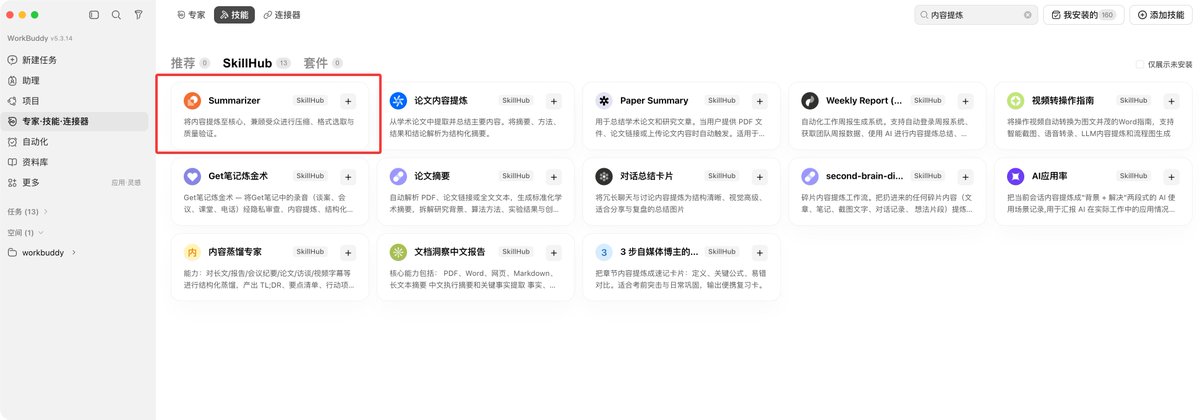 专家
技能
连接器
内容提炼
我安装的 160
添加技能
WorkBuddy v5.3.14
新建任务
助理
项目
专家·技能·连接器
自动化
资料库
更多
应用·灵感
任务 (13)
空间 (1)
workbuddy
推荐 0
SkillHub 13
套件 0
仅展示未安装
Summarizer
SkillHub
将内容提炼至核心，兼顾受众进行压缩、格式选取与
质量验证。
论文内容提炼
SkillHub
从学术论文中提取并总结主要内容。将摘要、方法、
结果和结论解析为结构化摘要。
Paper Summary
SkillHub
用于总结学术论文和研究文章。当用户提供 PDF 文
件、论文链接或上传论文内容时自动触发。适用于...
Weekly Report (...
SkillHub
自动化工作周报生成系统。支持自动登录周报系统、
获取团队周报数据、使用 AI 进行内容提炼总结、...
视频转操作指南
SkillHub
将操作视频自动转换为图文并茂的Word指南，支持
智能截图、语音转录、LLM内容提炼和流程图生成
Get笔记炼金术
SkillHub
Get笔记炼金术 — 将Get笔记中的录音（谈案、会
议、课堂、电话）经隐私审查、内容提炼、结构化...
论文摘要
SkillHub
自动解析 PDF、论文链接或全文文本，生成标准化学
术摘要，拆解研究背景、算法方法、实验结果与创...
对话总结卡片
SkillHub
将冗长聊天与讨论内容提炼为结构清晰、视觉高级、
适合分享与复盘的总结图片
second-brain-di...
SkillHub
碎片内容提炼工作流。把扔进来的任何碎片内容（文
章、笔记、截图文字、对话记录、 想法片段）提炼...
AI应用率
SkillHub
把当前会话内容提炼成"背景 + 解决"两段式的 AI 使
用场景记录,用于汇报 AI 在实际工作中的应用情况...
内
内容蒸馏专家
SkillHub
能力：对长文/报告/会议纪要/论文/访谈/视频字幕等
进行结构化蒸馏，产出 TL;DR、要点清单、行动项...
文档洞察中文报告
SkillHub
核心能力包括： PDF、Word、网页、Markdown、
长文本摘要 中文执行摘要和关键事实提取 事实、...
3
3 步自媒体博主的...
SkillHub
把章节内容提炼成速记卡片：定义、关键公式、易错
对比。适合考前突击与日常巩固，输出便携复习卡。